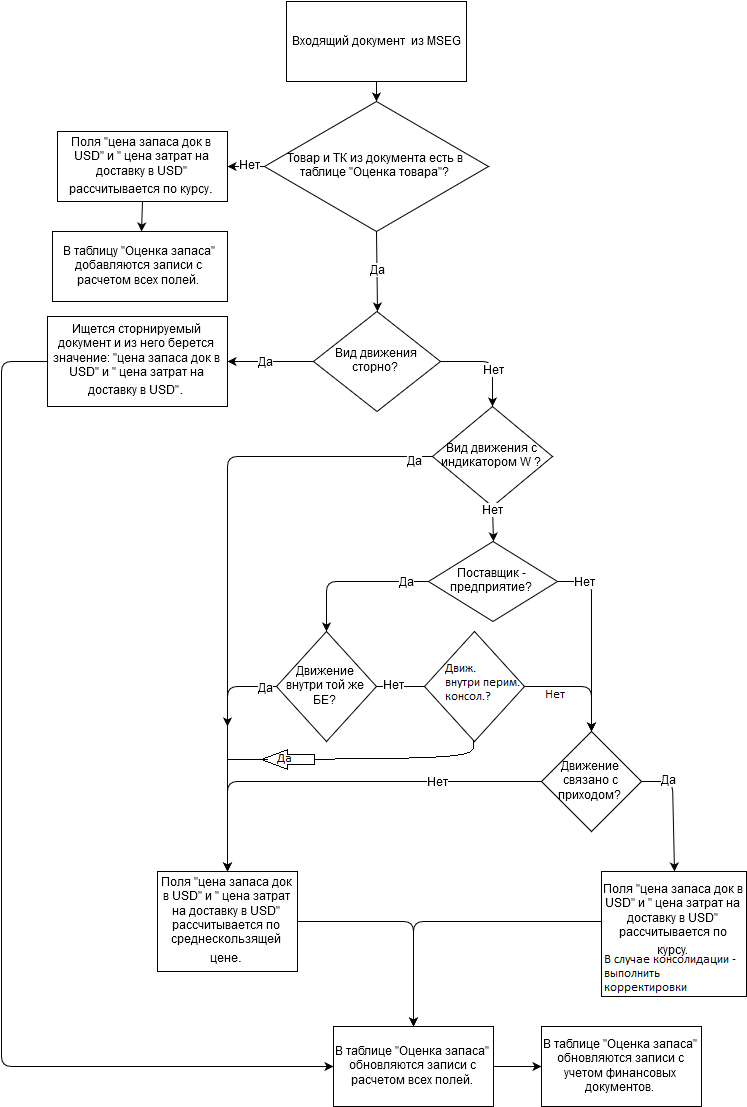 Входящий документ из MSEG
Товар и ТК из документа есть в
таблице "Оценка товара"?
Нет
Поля "цена запаса док в
USD" и " цена затрат на
доставку в USD"
рассчитывается по курсу.
В таблицу "Оценка запаса"
добавляются записи с
расчетом всех полей.
Да
Вид движения
сторно?
Да
Ищется сторнируемый
документ и из него берется
значение: "цена запаса док в
USD" и " цена затрат на
доставку в USD".
Нет
Вид движения с
индикатором W ?
Да
Нет
Поставщик -
предприятие?
Да
Нет
Движение
внутри той же
БЕ?
Да
Нет
Движ.
внутри перим.
консол.?
Нет
Да
Движение
связано с
приходом?
Нет
Да
Поля "цена запаса док
в USD" и " цена затрат
на доставку в USD"
рассчитывается по
среднескользящей
цене.
Поля "цена запаса док в
USD" и " цена затрат на
доставку в USD"
рассчитывается по
курсу.
В случае консолидации -
выполнить
корректировки
В таблице "Оценка запаса"
обновляются записи с
расчетом всех полей.
В таблице "Оценка запаса"
обновляются записи с
учетом финансовых
документов.